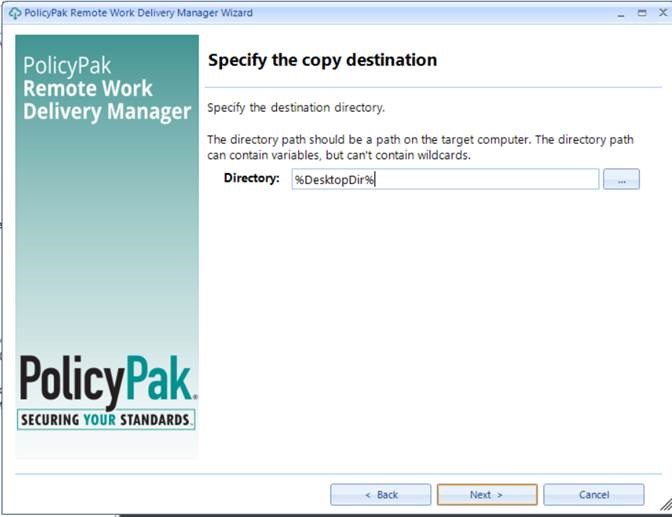 PolicyPak Remote Work Delivery Manager Wizard
PolicyPak
Remote Work
Delivery Manager
Specify the copy destination
Specify the destination directory.
The directory path should be a path on the target computer. The directory path
can contain variables, but can't contain wildcards.
Directory: %DesktopDir% ...
PolicyPak
SECURING YOUR STANDARDS.
< Back Next > Cancel